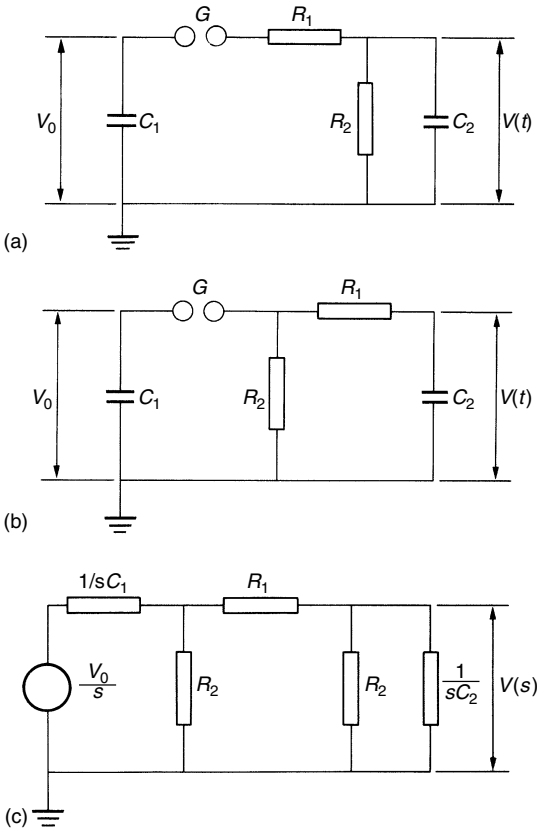 G
R₁
V₀
C₁
R₂
C₂
V(t)
(a)
G
R₁
V₀
C₁
R₂
C₂
V(t)
(b)
1/sC₁
R₁
V₀
s
R₂
R₂
1
sC₂
V(s)
(c)